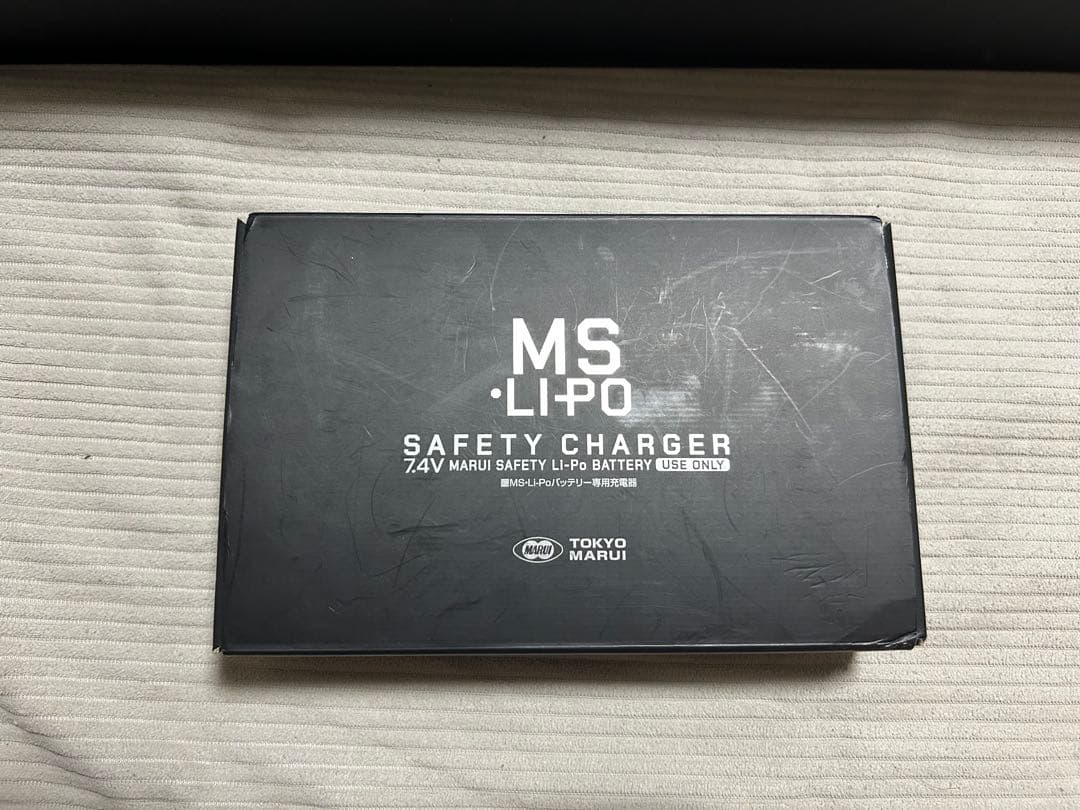 MS
·LI-PO
SAFETY CHARGER
7.4V MARUI SAFETY Li-Po BATTERY USE ONLY
■MS・Li-Poバッテリー専用充電器
MARUI TOKYO
MARUI